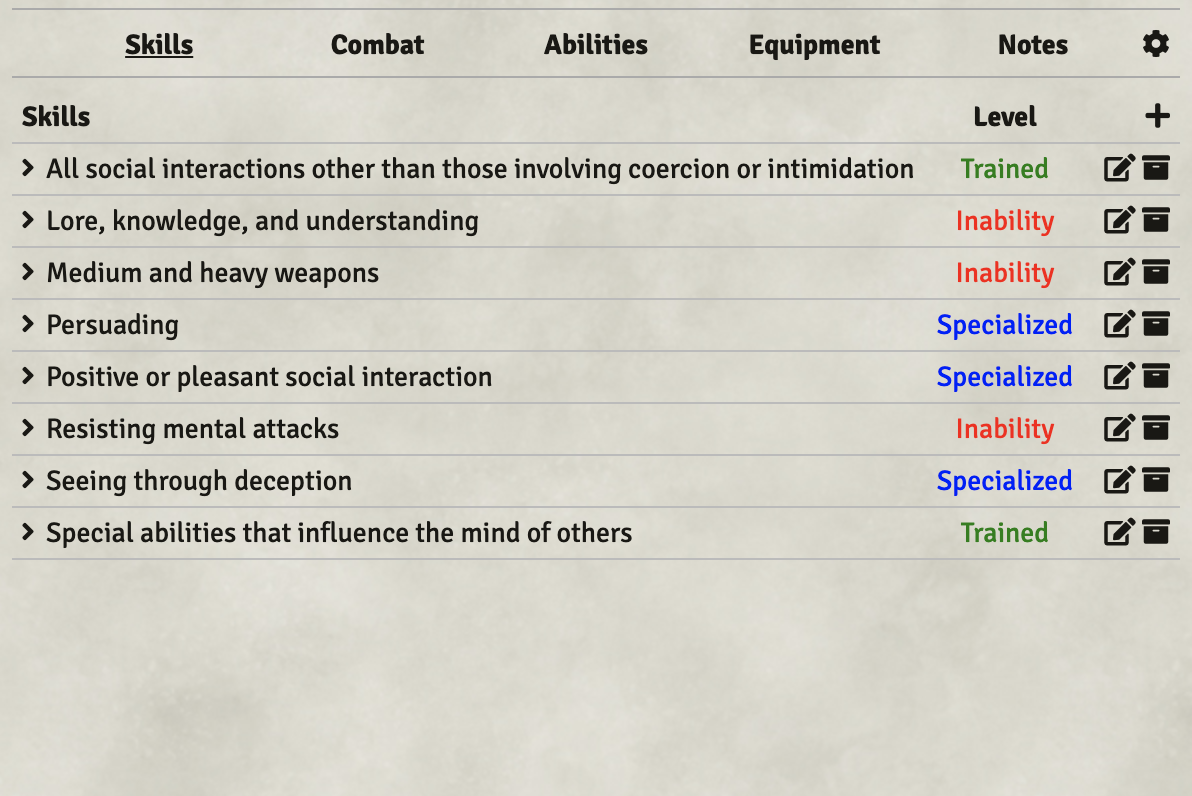 Skills Combat Abilities Equipment Notes
Skills Level
All social interactions other than those involving coercion or intimidation Trained
Lore, knowledge, and understanding Inability
Medium and heavy weapons Inability
Persuading Specialized
Positive or pleasant social interaction Specialized
Resisting mental attacks Inability
Seeing through deception Specialized
Special abilities that influence the mind of others Trained